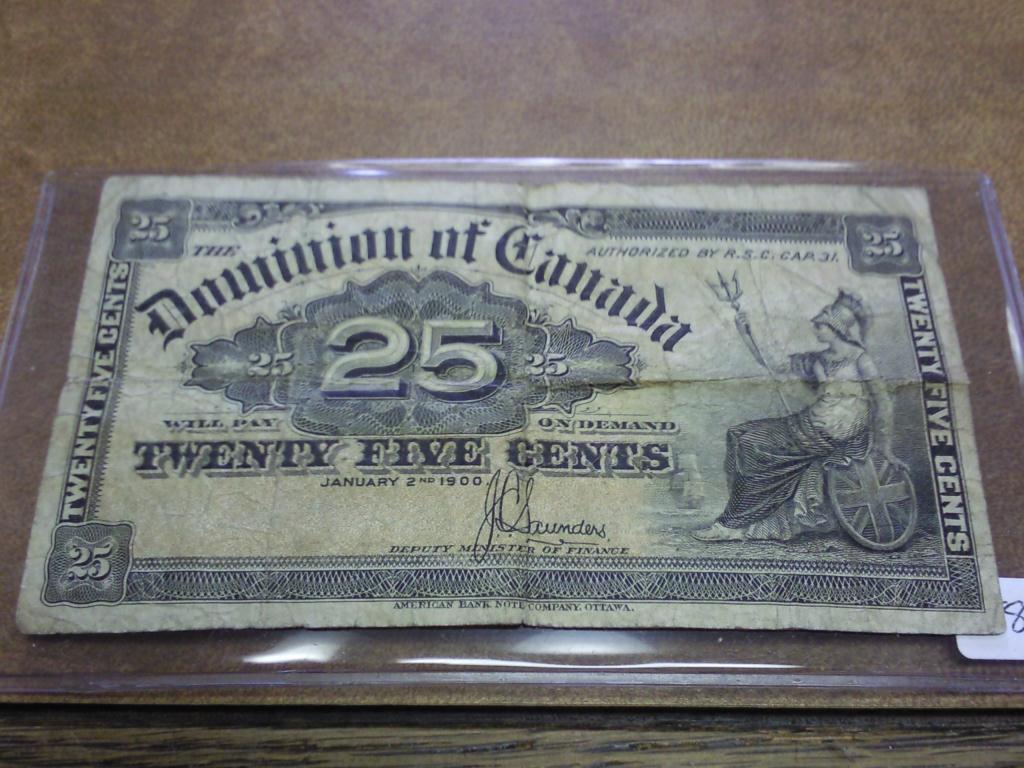 25
25
THE
Dominion of Canada
AUTHORIZED BY R.S.C. CAP. 31.
TWENTY FIVE CENTS
25
25
25
TWENTY FIVE CENTS
WILL PAY
ON DEMAND
TWENTY FIVE CENTS
JANUARY 2ND 1900.
J C Saunders
DEPUTY MINISTER OF FINANCE
25
AMERICAN BANK NOTE COMPANY, OTTAWA.
8